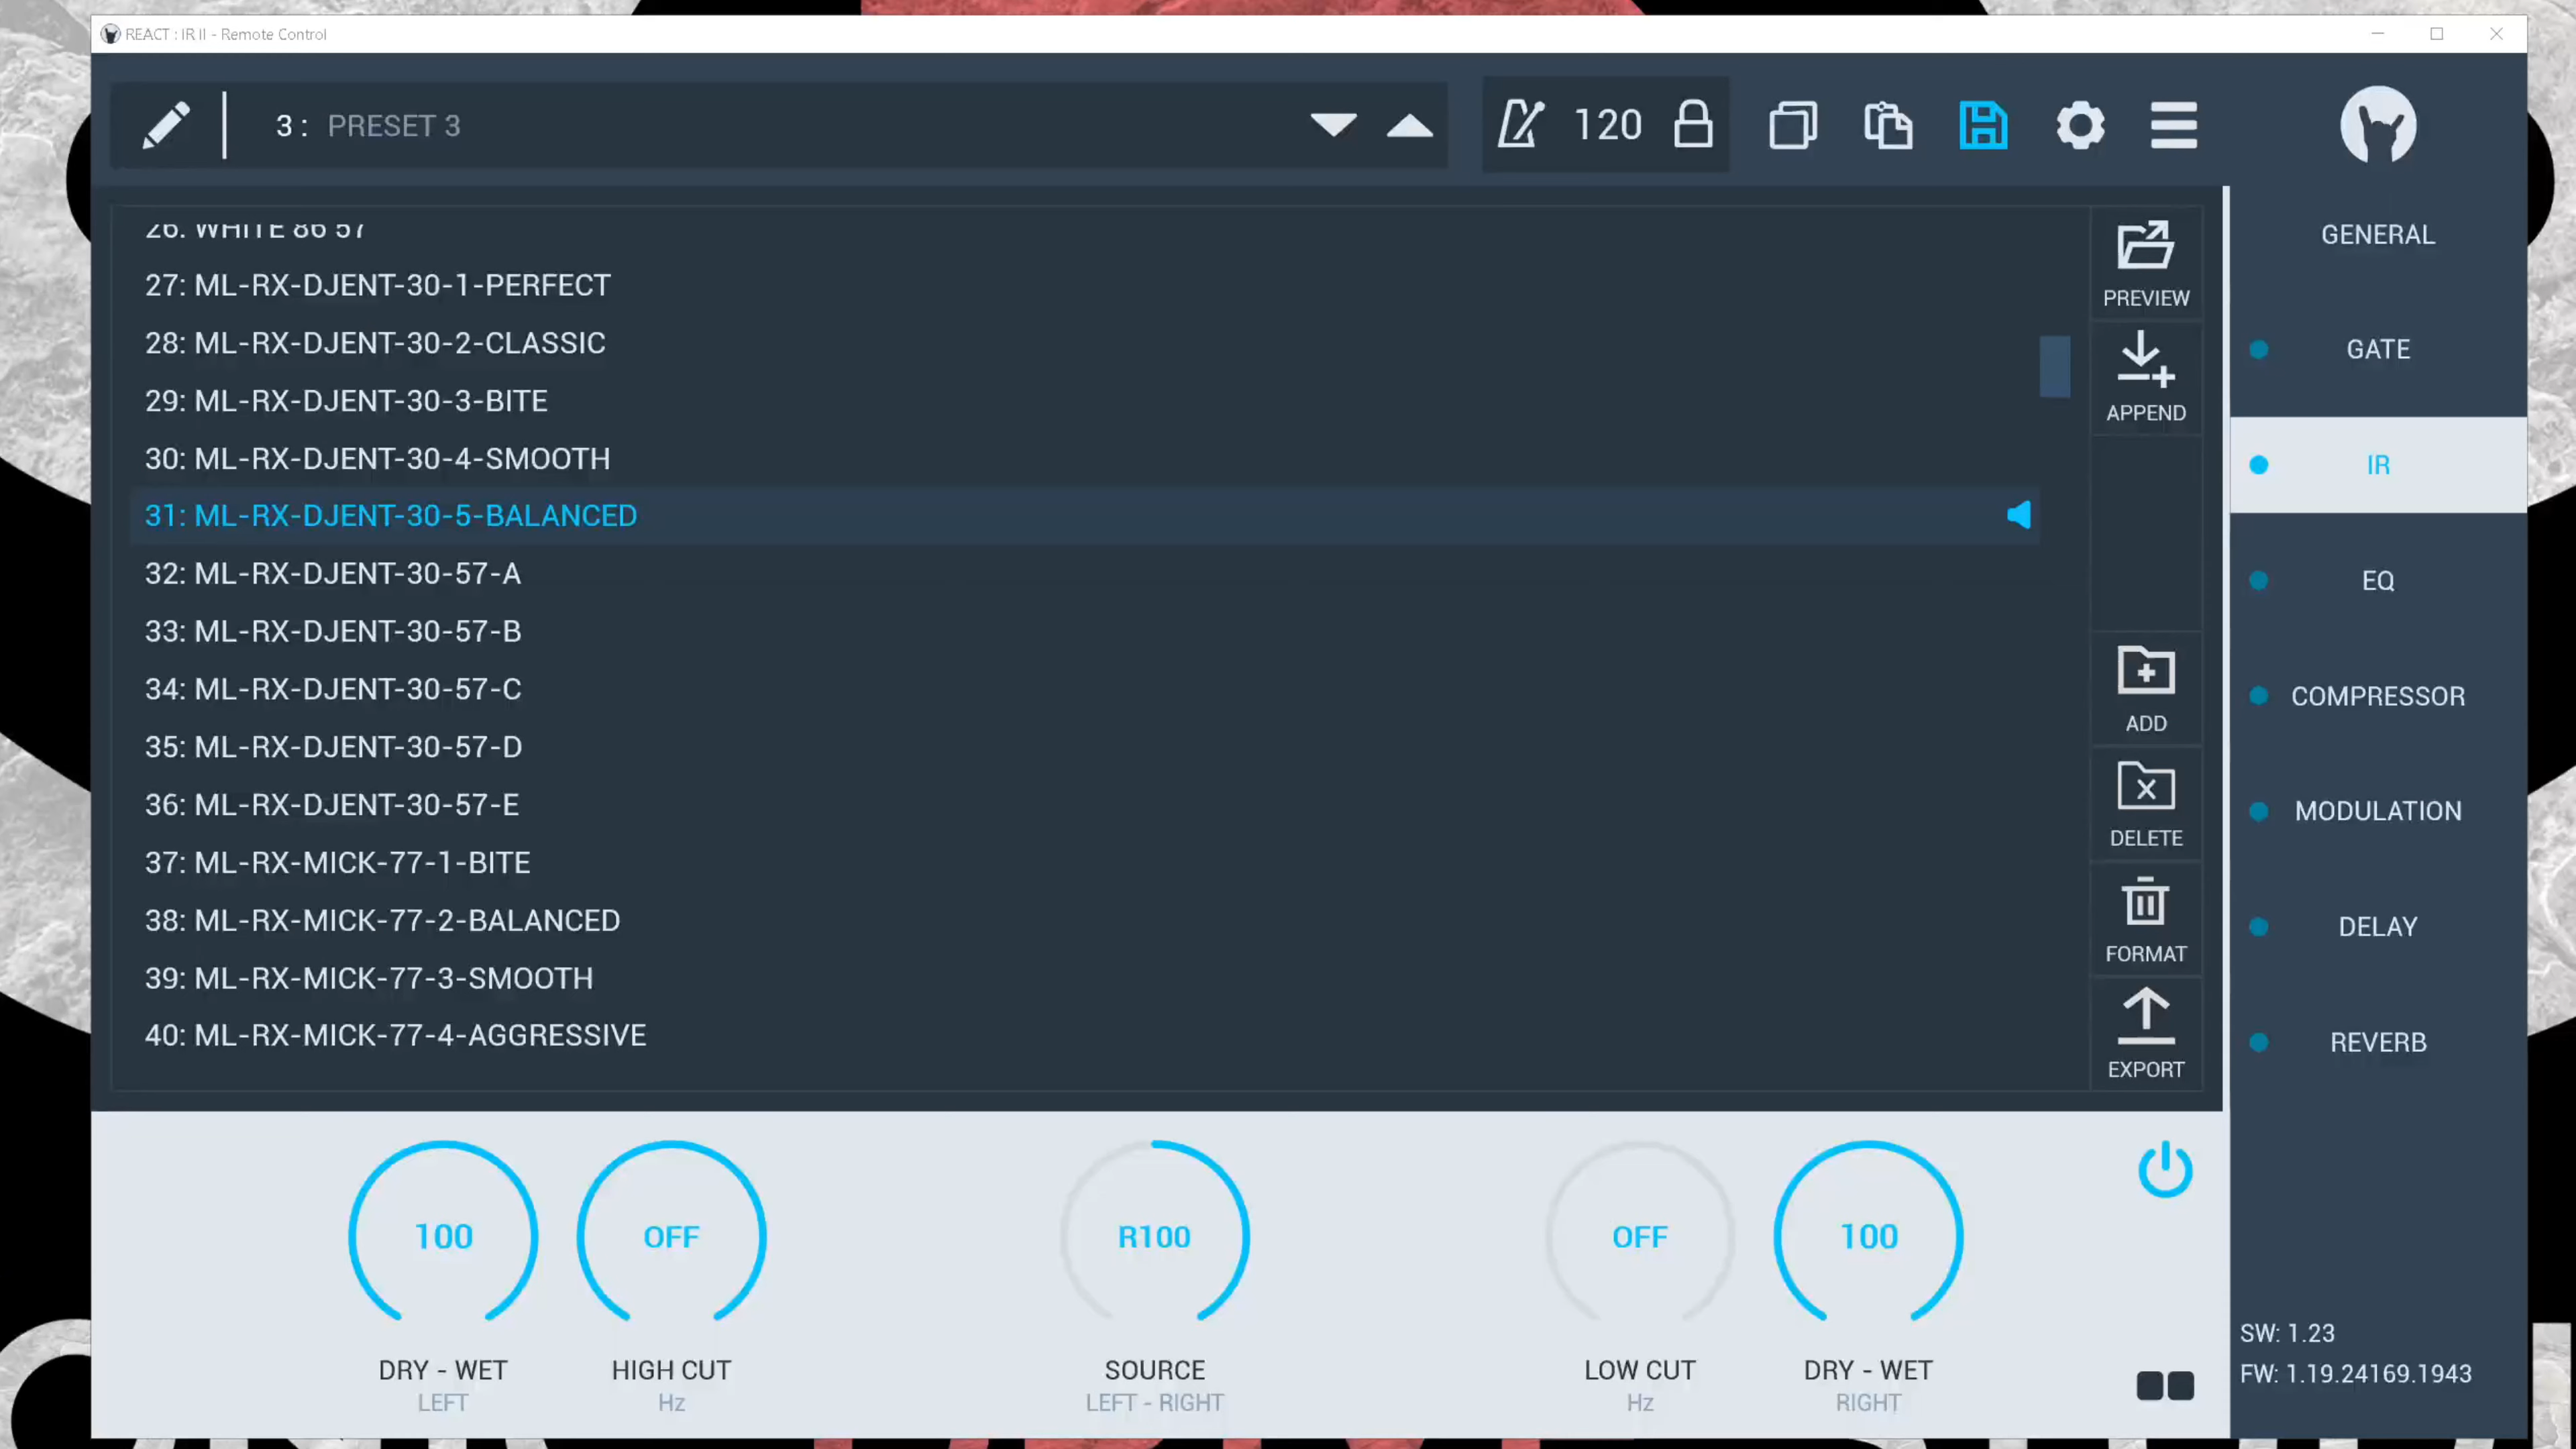 REACT : IR II - Remote Control
3 : PRESET 3
120
26: WHITE 86 57
27: ML-RX-DJENT-30-1-PERFECT
28: ML-RX-DJENT-30-2-CLASSIC
29: ML-RX-DJENT-30-3-BITE
30: ML-RX-DJENT-30-4-SMOOTH
31: ML-RX-DJENT-30-5-BALANCED
32: ML-RX-DJENT-30-57-A
33: ML-RX-DJENT-30-57-B
34: ML-RX-DJENT-30-57-C
35: ML-RX-DJENT-30-57-D
36: ML-RX-DJENT-30-57-E
37: ML-RX-MICK-77-1-BITE
38: ML-RX-MICK-77-2-BALANCED
39: ML-RX-MICK-77-3-SMOOTH
40: ML-RX-MICK-77-4-AGGRESSIVE
PREVIEW
APPEND
ADD
DELETE
FORMAT
EXPORT
GENERAL
GATE
IR
EQ
COMPRESSOR
MODULATION
DELAY
REVERB
SW: 1.23
FW: 1.19.24169.1943
100
OFF
R100
OFF
100
DRY - WET
HIGH CUT
SOURCE
LOW CUT
DRY - WET
LEFT
Hz
LEFT - RIGHT
Hz
RIGHT